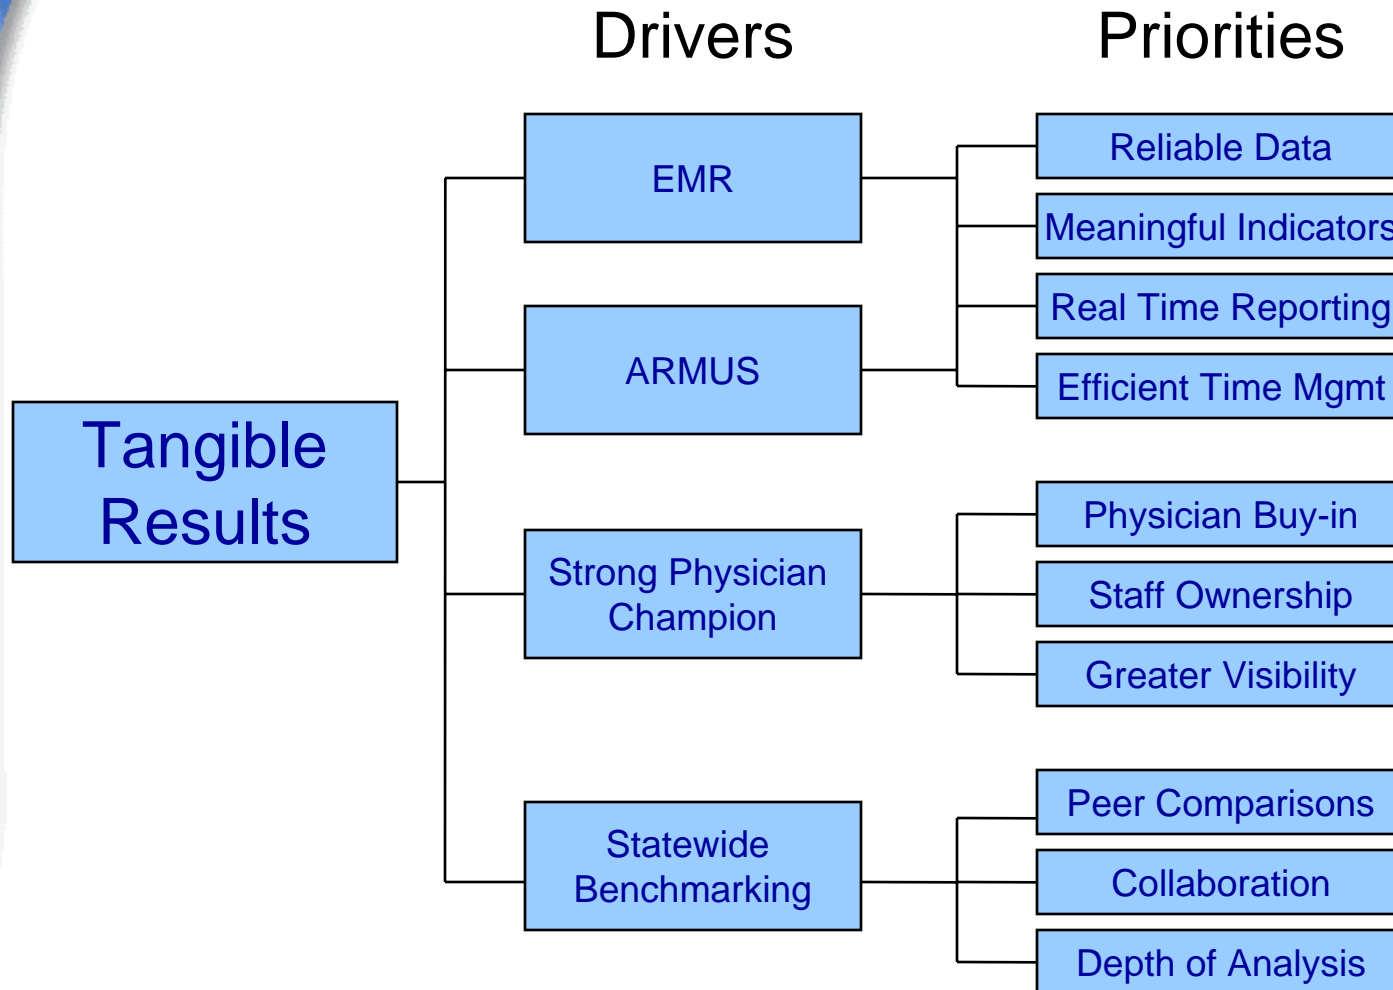 Drivers
Priorities
EMR
Reliable Data
Meaningful Indicators
Real Time Reporting
ARMUS
Efficient Time Mgmt
Tangible
Results
Physician Buy-in
Strong Physician
Champion
Staff Ownership
Greater Visibility
Peer Comparisons
Statewide
Benchmarking
Collaboration
Depth of Analysis